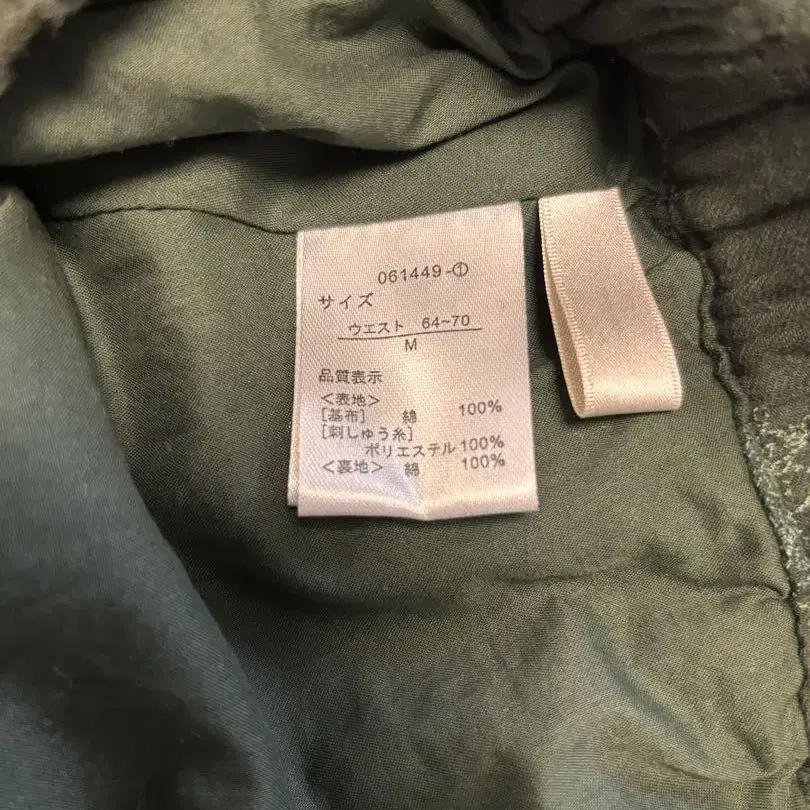 061449-①
サイズ
ウエスト 64~70
M
品質表示
<表地>
[基布] 綿 100%
[刺しゅう糸]
ポリエステル 100%
<裏地> 綿 100%